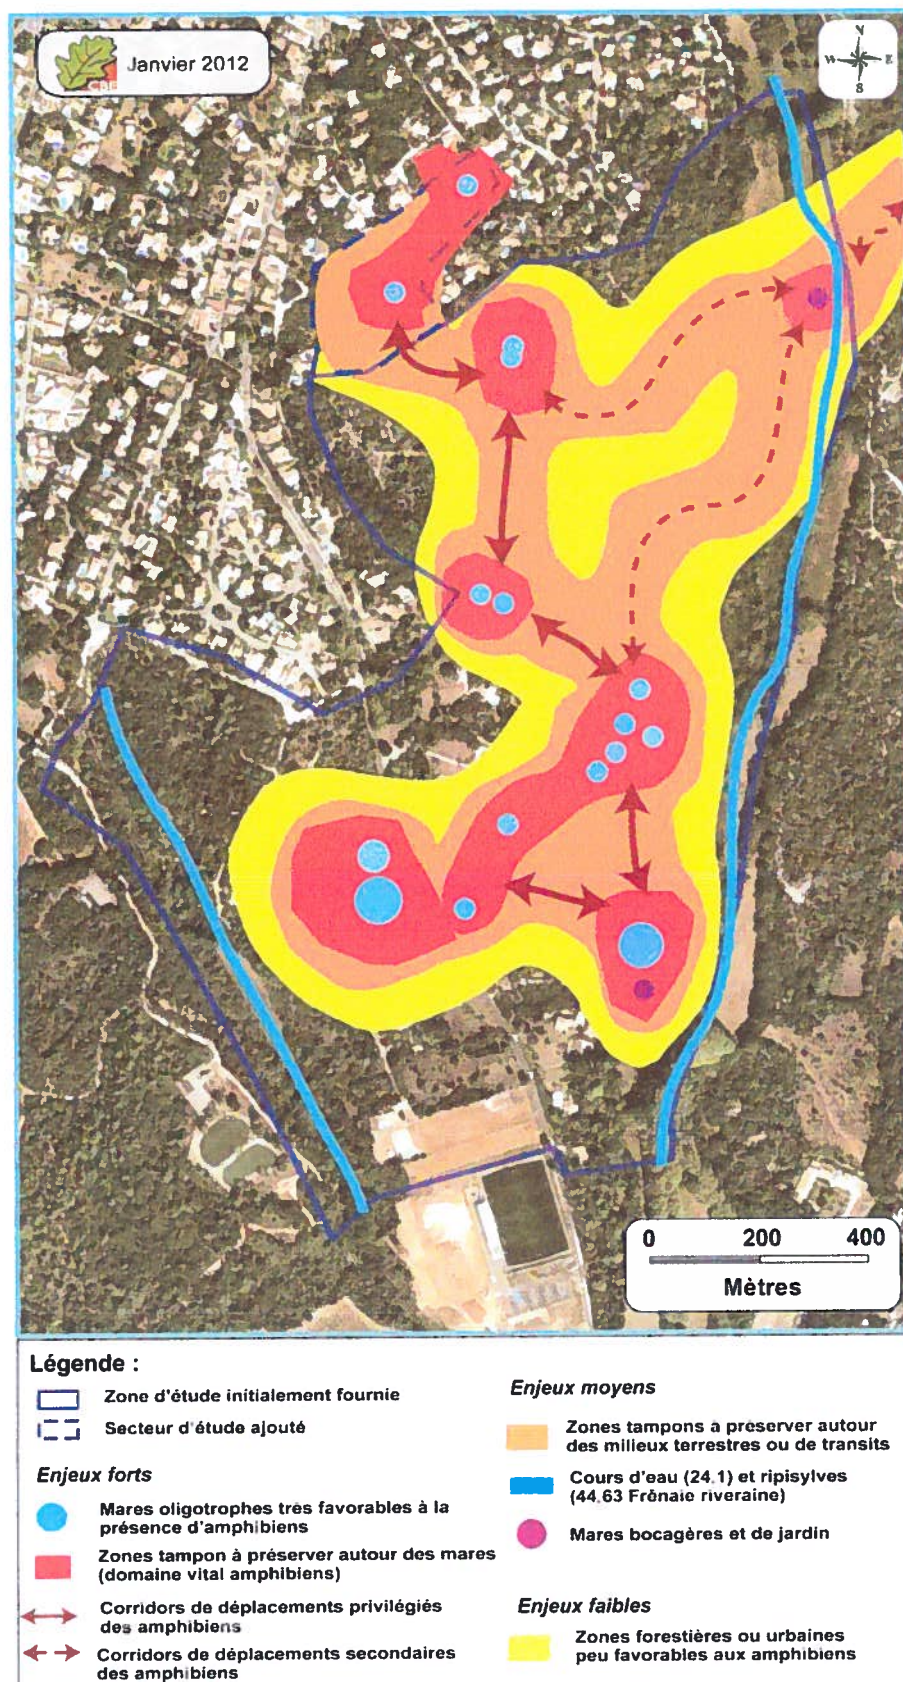 Janvier 2012
CBE
N
W E
S
0 200 400
Mètres
Légende :
Zone d'étude initialement fournie
Secteur d'étude ajouté
Enjeux forts
Mares oligotrophes très favorables à la
présence d'amphibiens
Zones tampon à préserver autour des mares
(domaine vital amphibiens)
Corridors de déplacements privilégiés
des amphibiens
Corridors de déplacements secondaires
des amphibiens
Enjeux moyens
Zones tampons à préserver autour
des milieux terrestres ou de transits
Cours d'eau (24.1) et ripisylves
(44.63 Frênaie riveraine)
Mares bocagères et de jardin
Enjeux faibles
Zones forestières ou urbaines
peu favorables aux amphibiens